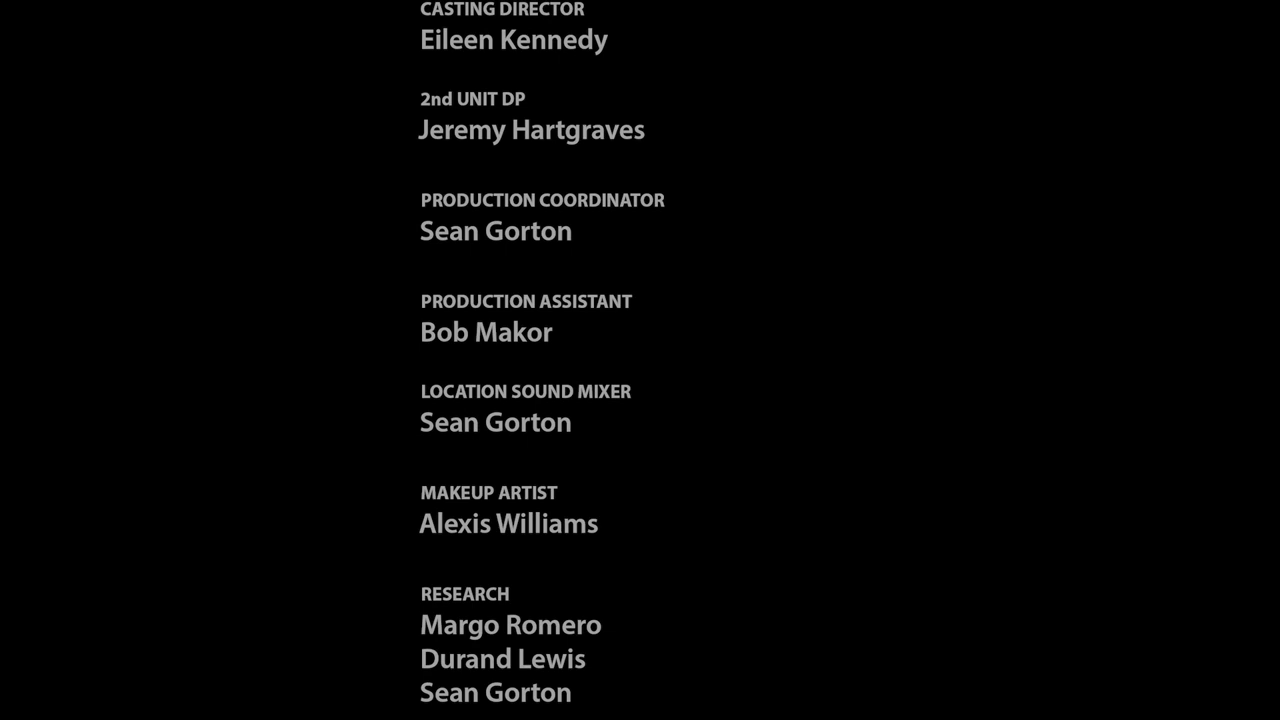 CASTING DIRECTOR
Eileen Kennedy
2nd UNIT DP
Jeremy Hartgraves
PRODUCTION COORDINATOR
Sean Gorton
PRODUCTION ASSISTANT
Bob Makor
LOCATION SOUND MIXER
Sean Gorton
MAKEUP ARTIST
Alexis Williams
RESEARCH
Margo Romero
Durand Lewis
Sean Gorton